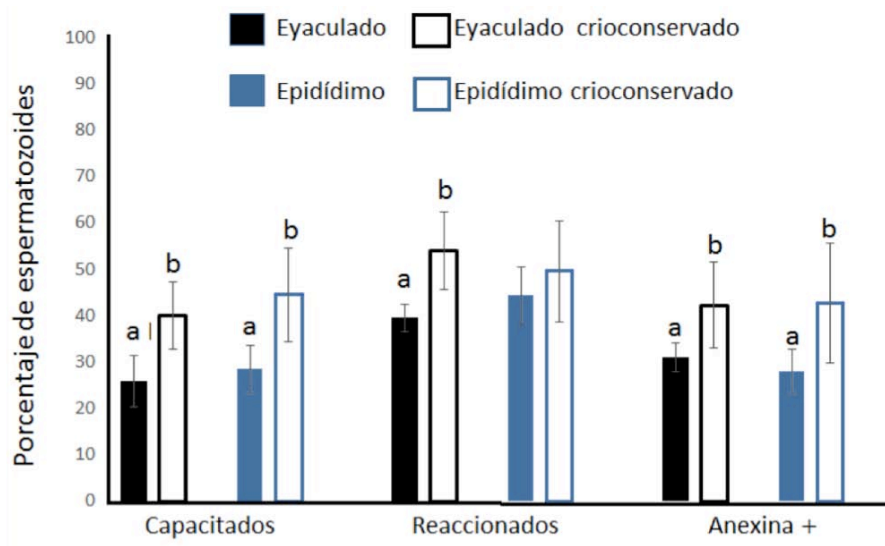 Porcentaje de espermatozoides
100
90
80
70
60
50
40
30
20
10
0
Eyaculado
Eyaculado crioconservado
Epidídimo
Epidídimo crioconservado
a
b
a
b
a
b
a
b
a
b
Capacitados
Reaccionados
Anexina +